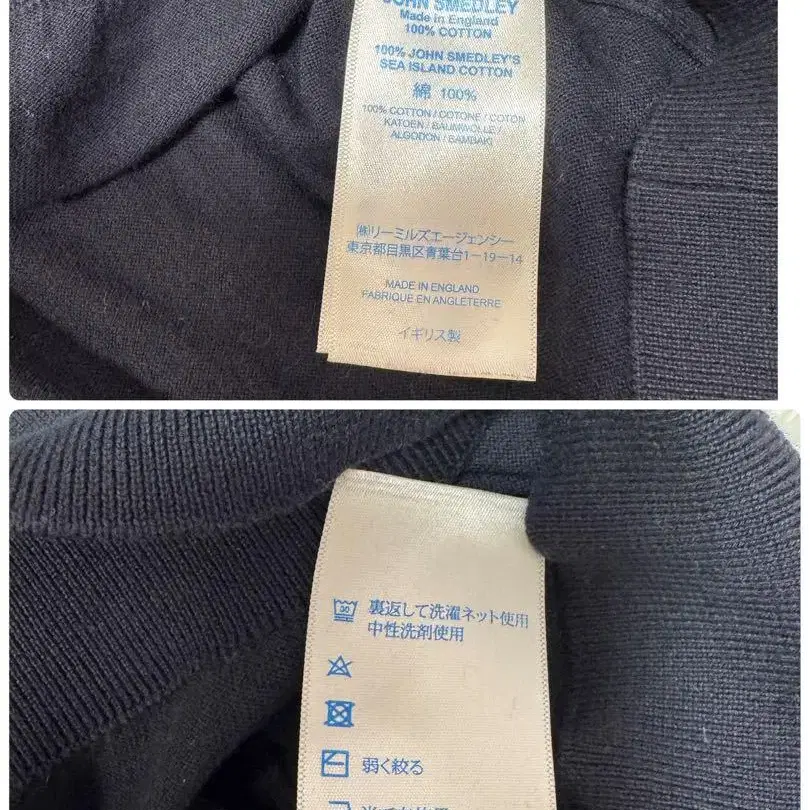 JOHN SMEDLEY
Made in England
100% COTTON
100% JOHN SMEDLEY'S
SEA ISLAND COTTON
綿 100%
100% COTTON / COTONE / COTON
KATOEN / BAUMWOLLE /
ALGODON / BAMBAKI
㈱リーミルズエージェンシー
東京都目黒区青葉台1-19-14
MADE IN ENGLAND
FABRIQUE EN ANGLETERRE
イギリス製
30 裏返して洗濯ネット使用
中性洗剤使用
弱く絞る